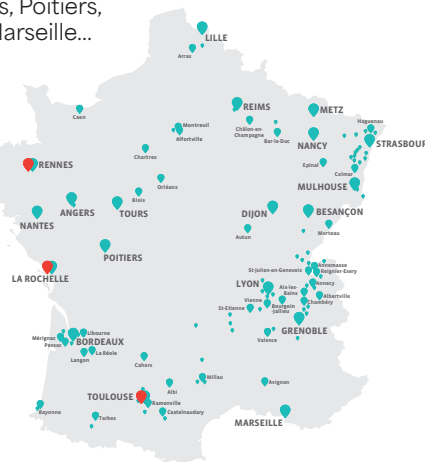 s, Poitiers,
Marseille...
LILLE
Arras
REIMS
METZ
Caen
Montreuil
Alfortville
Châlon-en-
Champagne
Bar-le-Duc
Haguenau
NANCY
STRASBOUR
Chartres
RENNES
Epinal
Colmar
Orléans
MULHOUSE
Blois
ANGERS
TOURS
DIJON
BESANÇON
NANTES
Autun
Morteau
POITIERS
St-Julien-en-Genevois
Annemasse
Reignier-Esery
LA ROCHELLE
LYON
Aix-les-
Bains
Annecy
Albertville
Vienne
Bourgoin
-Jallieu
Chambéry
St-Etienne
GRENOBLE
Libourne
Mérignac
Pessac
BORDEAUX
Valence
La Réole
Langon
Cahors
Millau
Avignon
Albi
TOULOUSE
Ramonville
Bayonne
Castelnaudary
Tarbes
MARSEILLE